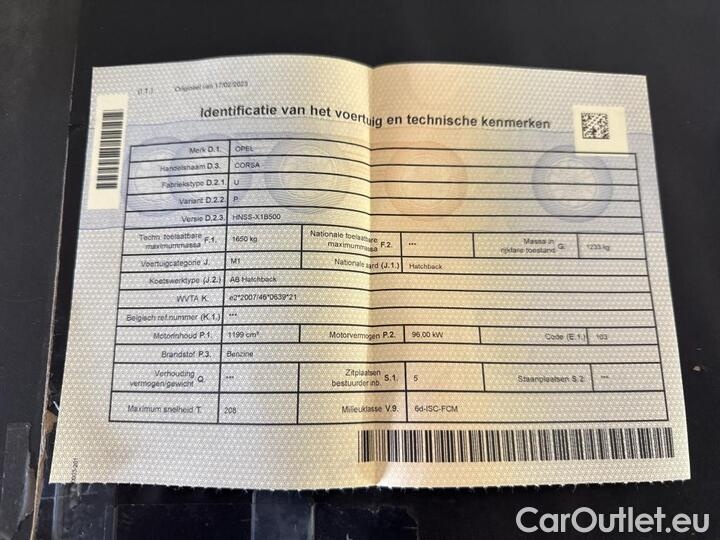 (I.T.) Origineel van 17/02/2023
Identificatie van het voertuig en technische kenmerken
Merk D.1. OPEL
Handelsnaam D.3. CORSA
Fabriekstype D.2.1. U
Variant D.2.2. P
Versie D.2.3. HNSS-X1B500
Techn. toelaatbare maximummassa F.1. 1650 kg Nationale toelaatbare maximummassa F.2. *** Massa in rijklare toestand G. 1233 kg
Voertuigcategorie J. M1 Nationale aard (J.1.) Hatchback
Koetswerktype (J.2.) AB Hatchback
WVTA K. e2*2007/46*0639*21
Belgisch ref.nummer (K.1.) ***
Motorinhoud P.1. 1199 cm³ Motorvermogen P.2. 96,00 kW Code (E.1.) 103
Brandstof P.3. Benzine
Verhouding vermogen/gewicht Q. *** Zitplaatsen bestuurder inb. S.1. 5 Staanplaatsen S.2. ***
Maximum snelheid T. 208 Milieuklasse V.9. 6d-ISC-FCM
CarOutlet.eu